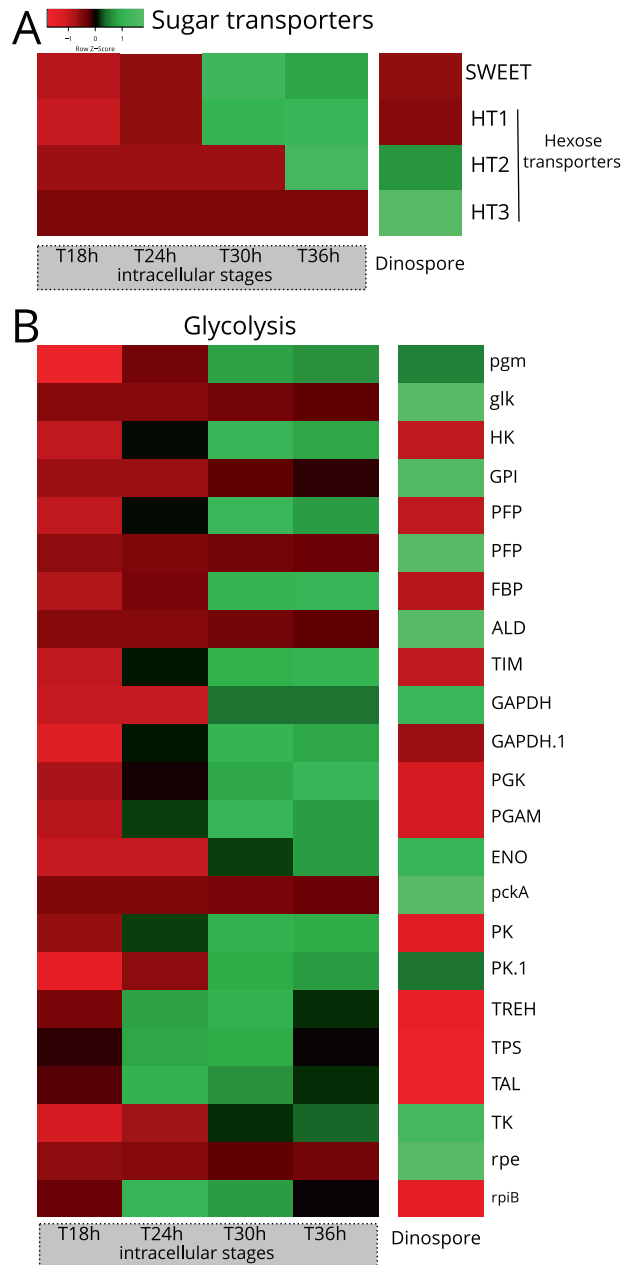 A
Sugar transporters
−1 0 1
Row Z−Score
SWEET
HT1
HT2
HT3
Hexose
transporters
T18h T24h T30h T36h
intracellular stages
Dinospore
B
Glycolysis
pgm
glk
HK
GPI
PFP
PFP
FBP
ALD
TIM
GAPDH
GAPDH.1
PGK
PGAM
ENO
pckA
PK
PK.1
TREH
TPS
TAL
TK
rpe
rpiB
T18h T24h T30h T36h
intracellular stages
Dinospore